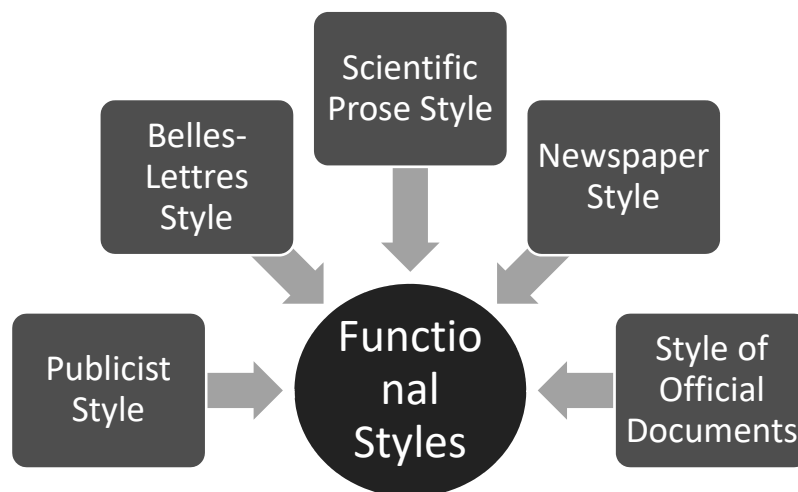 Scientific
Prose Style
Belles-
Lettres
Style
Newspaper
Style
Publicist
Style
Functio
nal
Styles
Style of
Official
Documents